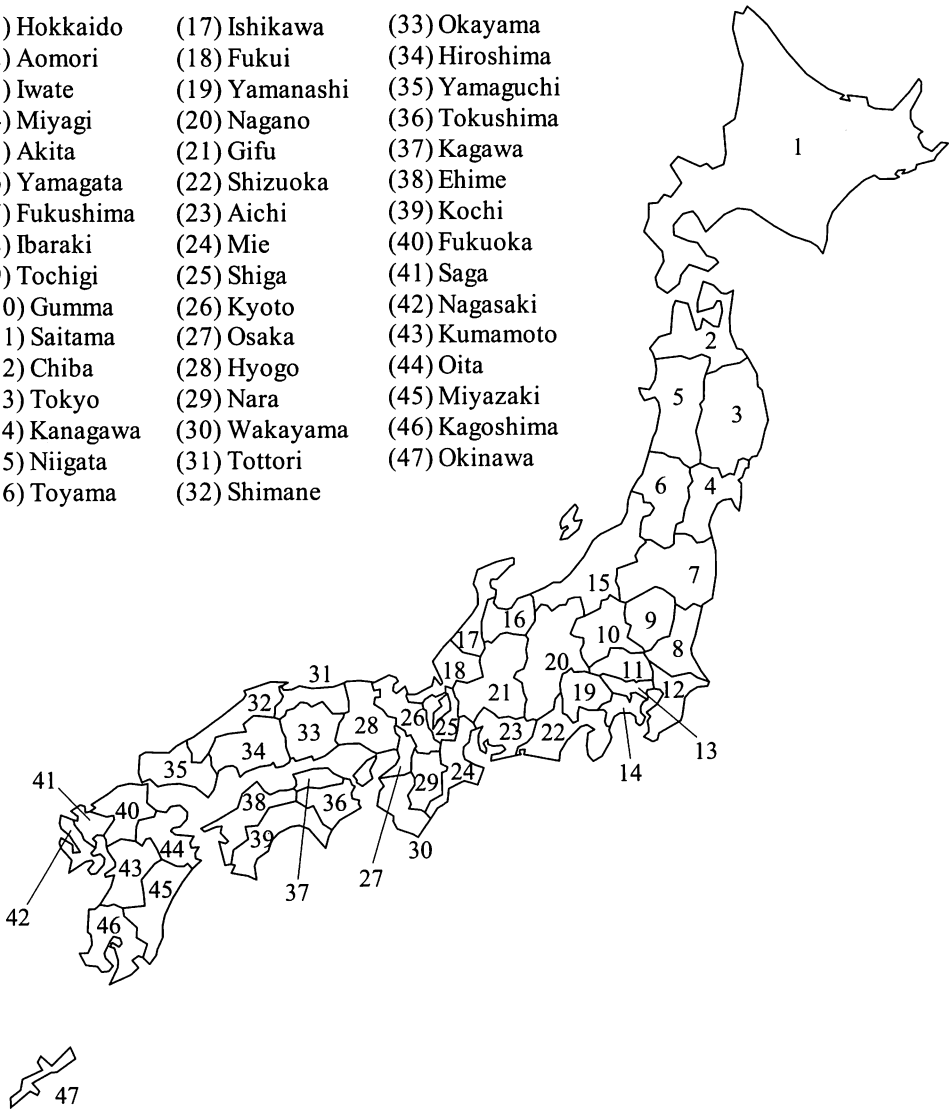 ) Hokkaido
) Aomori
) Iwate
) Miyagi
) Akita
) Yamagata
) Fukushima
) Ibaraki
) Tochigi
0) Gumma
1) Saitama
2) Chiba
3) Tokyo
4) Kanagawa
5) Niigata
6) Toyama
(17) Ishikawa
(18) Fukui
(19) Yamanashi
(20) Nagano
(21) Gifu
(22) Shizuoka
(23) Aichi
(24) Mie
(25) Shiga
(26) Kyoto
(27) Osaka
(28) Hyogo
(29) Nara
(30) Wakayama
(31) Tottori
(32) Shimane
(33) Okayama
(34) Hiroshima
(35) Yamaguchi
(36) Tokushima
(37) Kagawa
(38) Ehime
(39) Kochi
(40) Fukuoka
(41) Saga
(42) Nagasaki
(43) Kumamoto
(44) Oita
(45) Miyazaki
(46) Kagoshima
(47) Okinawa
1
2
5
3
6
4
7
15
16
9
10
17
8
11
18
20
31
12
19
21
32
26
25
28
33
23
22
14
13
34
35
24
29
41
37
38
36
40
39
44
30
43
27
45
42
46
47